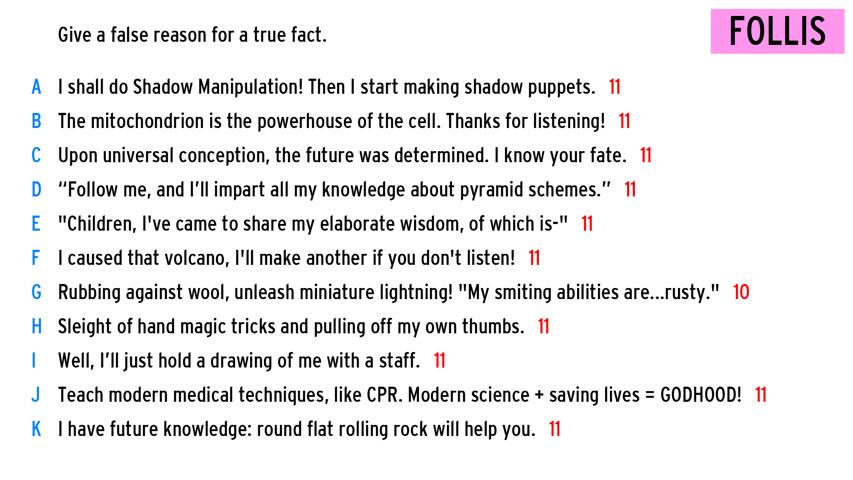 Give a false reason for a true fact.
FOLLIS
A I shall do Shadow Manipulation! Then I start making shadow puppets. 11
B The mitochondrion is the powerhouse of the cell. Thanks for listening! 11
C Upon universal conception, the future was determined. I know your fate. 11
D “Follow me, and I’ll impart all my knowledge about pyramid schemes.” 11
E "Children, I've came to share my elaborate wisdom, of which is-" 11
F I caused that volcano, I'll make another if you don't listen! 11
G Rubbing against wool, unleash miniature lightning! "My smiting abilities are...rusty." 10
H Sleight of hand magic tricks and pulling off my own thumbs. 11
I Well, I’ll just hold a drawing of me with a staff. 11
J Teach modern medical techniques, like CPR. Modern science + saving lives = GODHOOD! 11
K I have future knowledge: round flat rolling rock will help you. 11